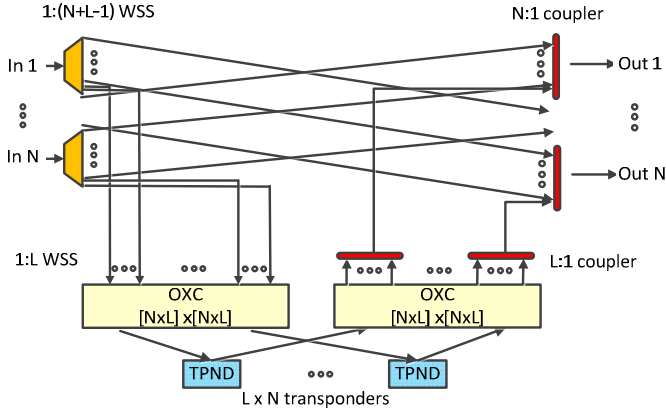 1:(N+L-1) WSS
N:1 coupler
In 1
Out 1
In N
Out N
1:L WSS
L:1 coupler
OXC
[NxL] x[NxL]
OXC
[NxL] x[NxL]
TPND
TPND
L x N transponders